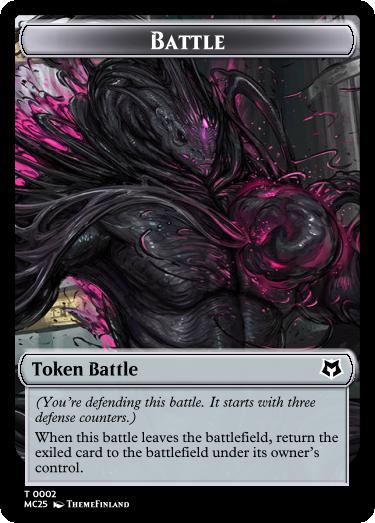 BATTLE
Token Battle
(You're defending this battle. It starts with three
defense counters.)
When this battle leaves the battlefield, return the
exiled card to the battlefield under its owner's
control.
T 0002
MC25 ThemeFinland